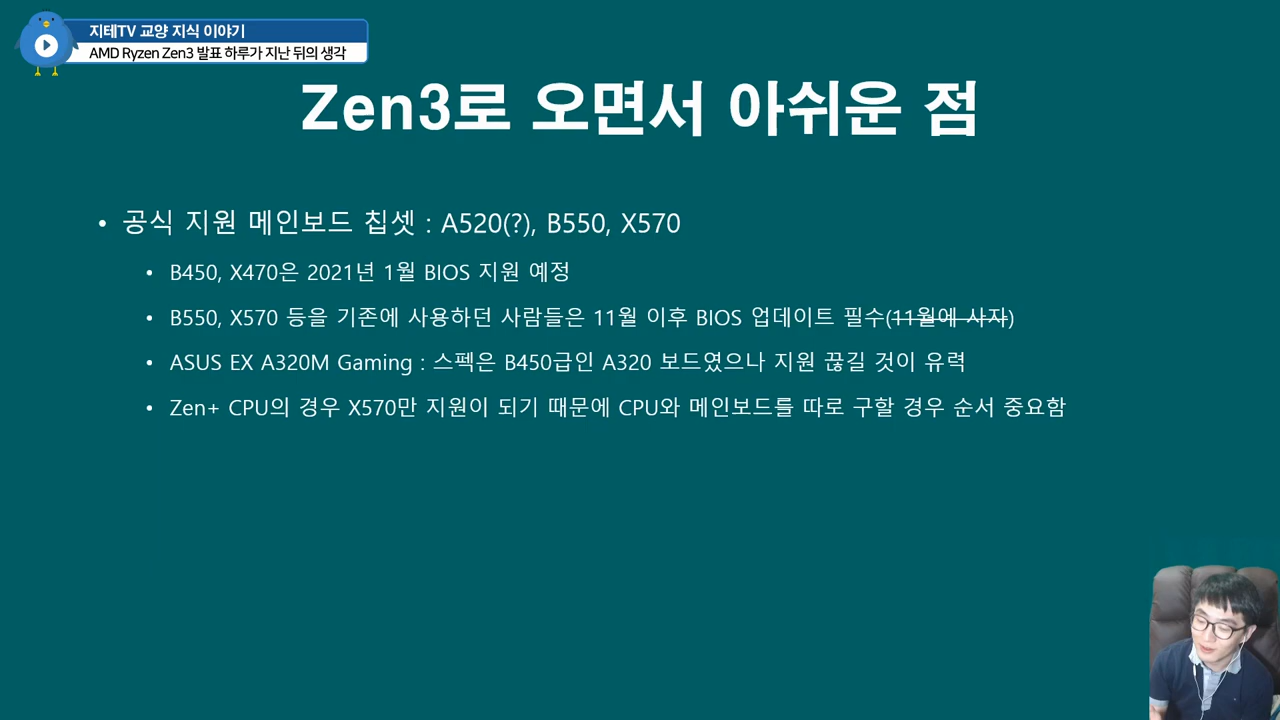 지테TV 교양 지식 이야기
AMD Ryzen Zen3 발표 하루가 지난 뒤의 생각
Zen3로 오면서 아쉬운 점
• 공식 지원 메인보드 칩셋 : A520(?), B550, X570
• B450, X470은 2021년 1월 BIOS 지원 예정
• B550, X570 등을 기존에 사용하던 사람들은 11월 이후 BIOS 업데이트 필수(11월에 사자)
• ASUS EX A320M Gaming : 스펙은 B450급인 A320 보드였으나 지원 끊길 것이 유력
• Zen+ CPU의 경우 X570만 지원이 되기 때문에 CPU와 메인보드를 따로 구할 경우 순서 중요함